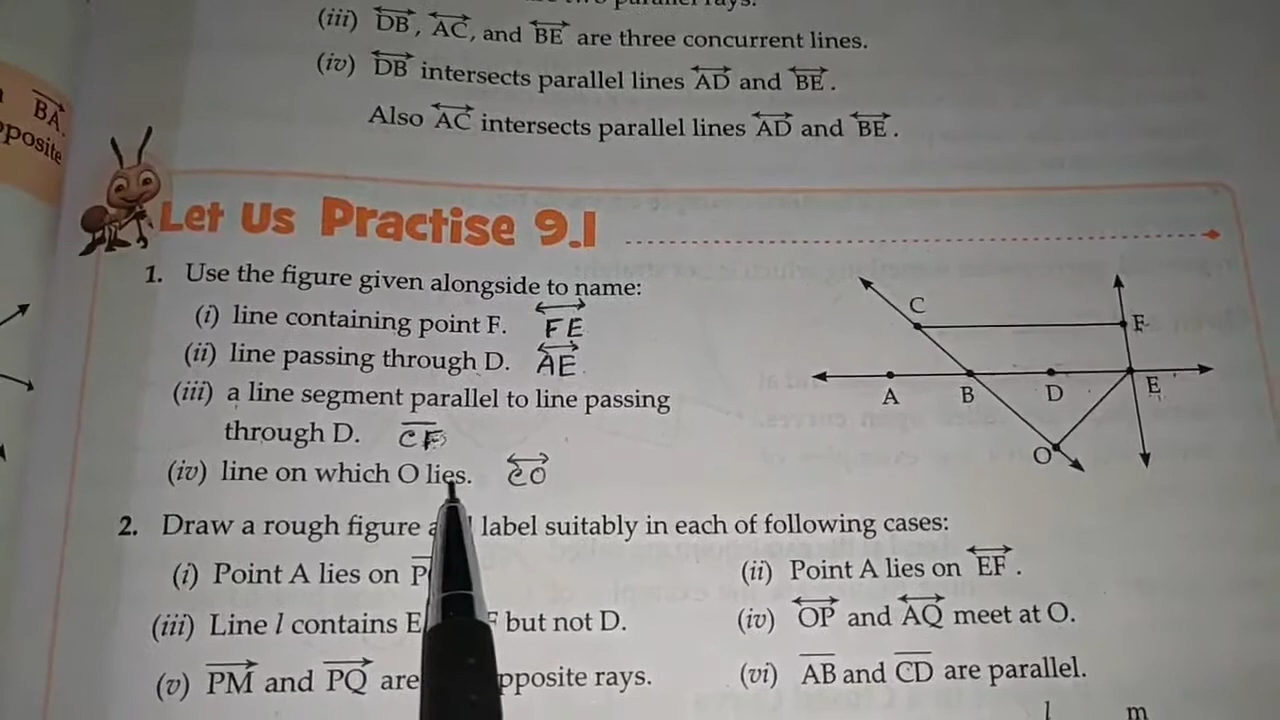 parallel rays.
(iii) DB, AC, and BE are three concurrent lines.
(iv) DB intersects parallel lines AD and BE.
Also AC intersects parallel lines AD and BE.
BA.
pposite
Let Us Practise 9.1
1. Use the figure given alongside to name:
(i) line containing point F. FE
(ii) line passing through D. AE
(iii) a line segment parallel to line passing
through D. CF
(iv) line on which O lies. CO
C
F
A
B
D
E
O
2. Draw a rough figure label suitably in each of following cases:
(i) Point A lies on P
(ii) Point A lies on EF.
(iii) Line l contains E F but not D.
(iv) OP and AQ meet at O.
(v) PM and PQ are pposite rays.
(vi) AB and CD are parallel.
l m